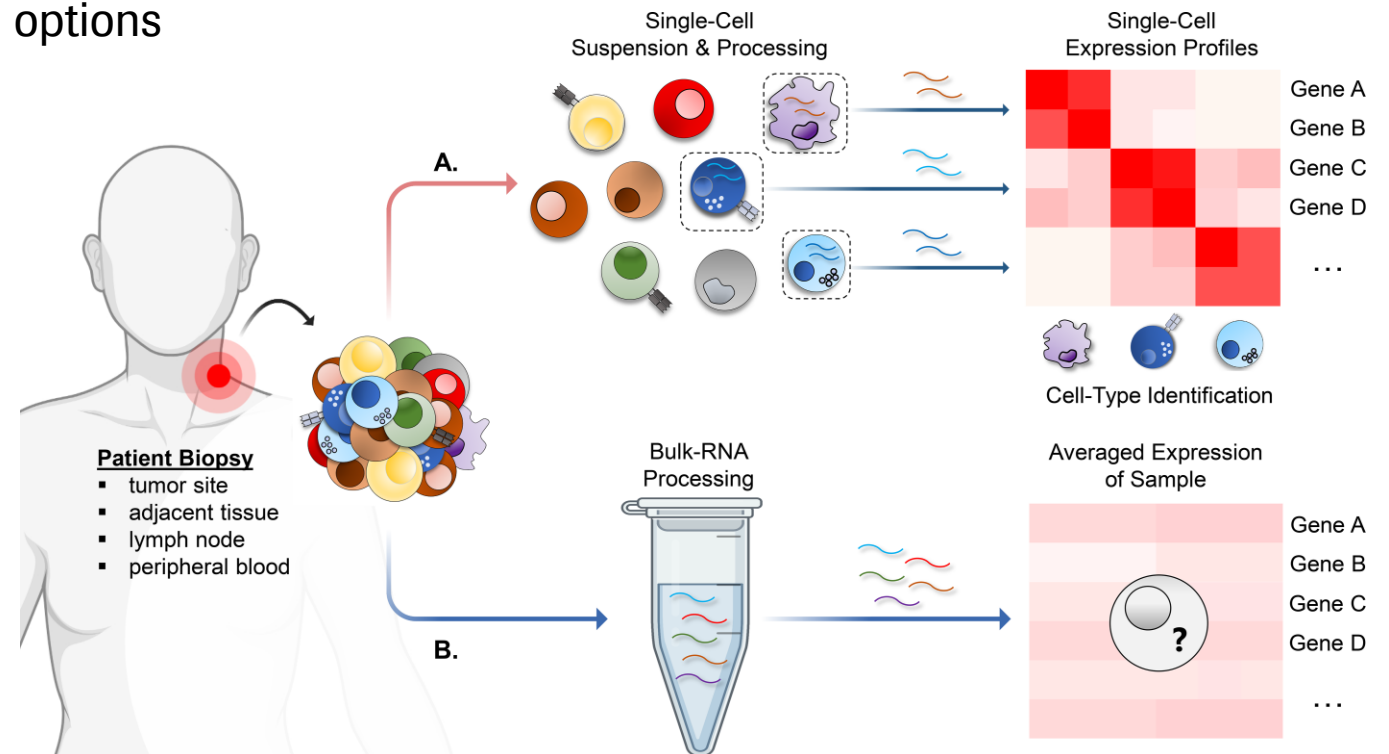 options
Single-Cell
Suspension & Processing
Single-Cell
Expression Profiles
Gene A
Gene B
Gene C
Gene D
...
A.
Cell-Type Identification
Patient Biopsy
▪ tumor site
▪ adjacent tissue
▪ lymph node
▪ peripheral blood
B.
Bulk-RNA
Processing
Averaged Expression
of Sample
Gene A
Gene B
Gene C
Gene D
...
?